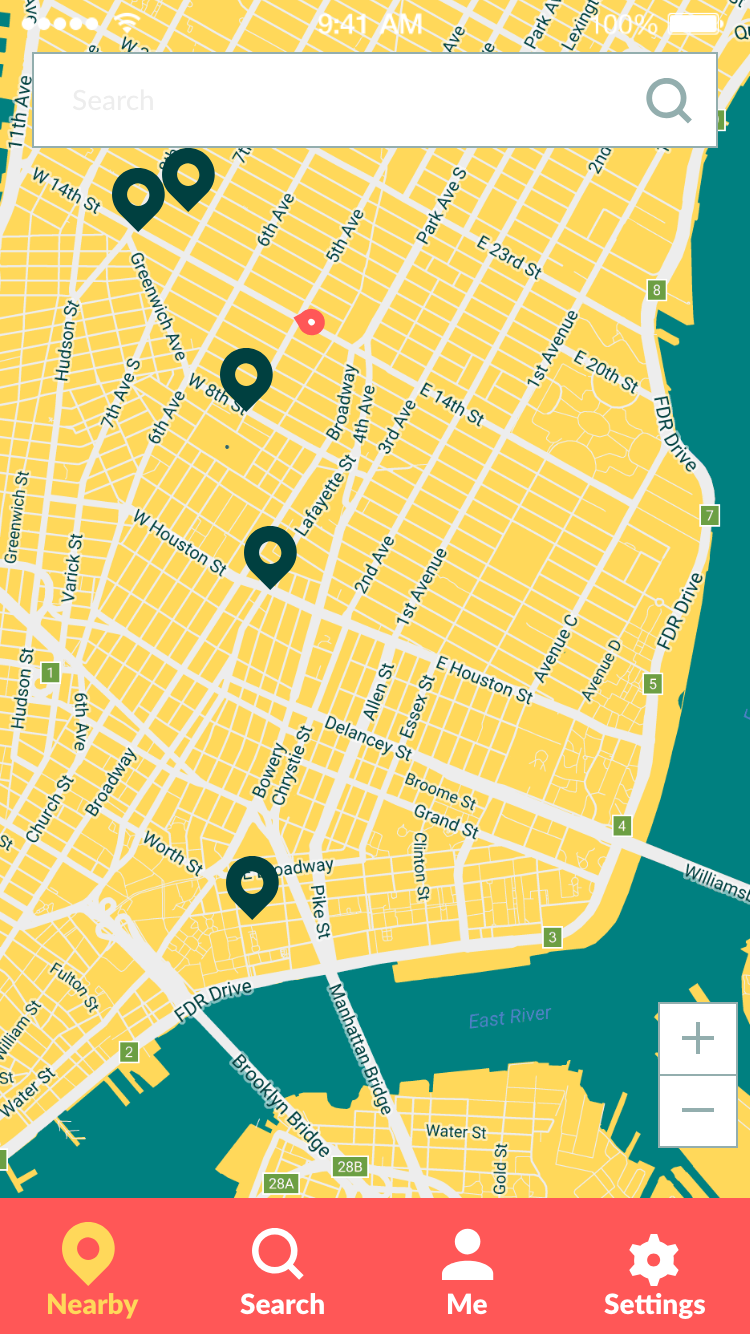 9:41 AM
100%
Search
11th Ave
Park A
Lexing
Ave
W 14th St
6th Ave
5th Ave
Park Ave S
2nd
E 23rd St
8
Greenwich Ave
Hudson St
1st Avenue
E 20th St
7th Ave S
W 8th St
6th Ave
Broadway
4th Ave
3rd Ave
E 14th St
FDR Drive
Lafayette St
Greenwich St
W Houston St
7
Varick St
2nd Ave
1st Avenue
FDR Drive
Avenue C
Avenue D
Hudson St
1
6th Ave
Allen St
Essex St
E Houston St
5
Delancey St
Bowery
Chrystie St
Broome St
Church St
Broadway
Grand St
4
St
Worth St
Clinton St
E Broadway
Pike St
Williamsb
3
Fulton St
FDR Drive
William St
Manhattan Bridge
East River
2
St
Water St
Brooklyn Bridge
Water St
Gold St
28B
28A
Nearby
Search
Me
Settings